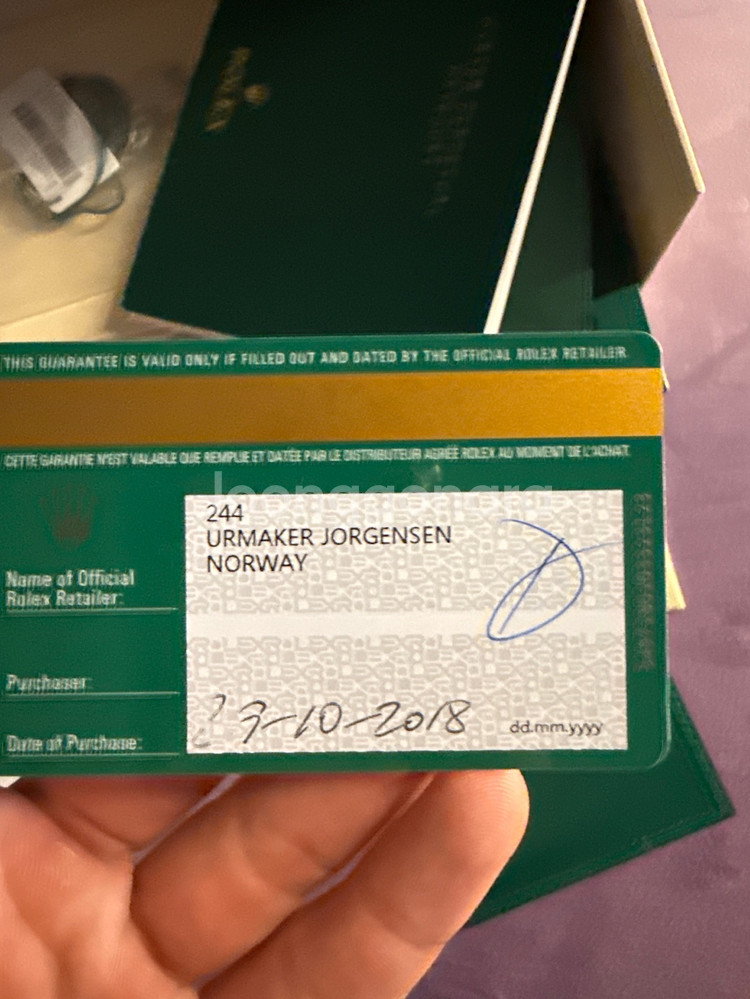 ROLEX
THIS GUARANTEE IS VALID ONLY IF FILLED OUT AND DATED BY THE OFFICIAL ROLEX RETAILER.
CETTE GARANTIE N'EST VALABLE QUE REMPLIE ET DATÉE PAR LE DISTRIBUTEUR AGRÉÉ ROLEX AU MOMENT DE L'ACHAT.
244
URMAKER JORGENSEN
NORWAY
Name of Official
Rolex Retailer:
Purchaser:
Date of Purchase:
23-10-2018
dd.mm.yyyy